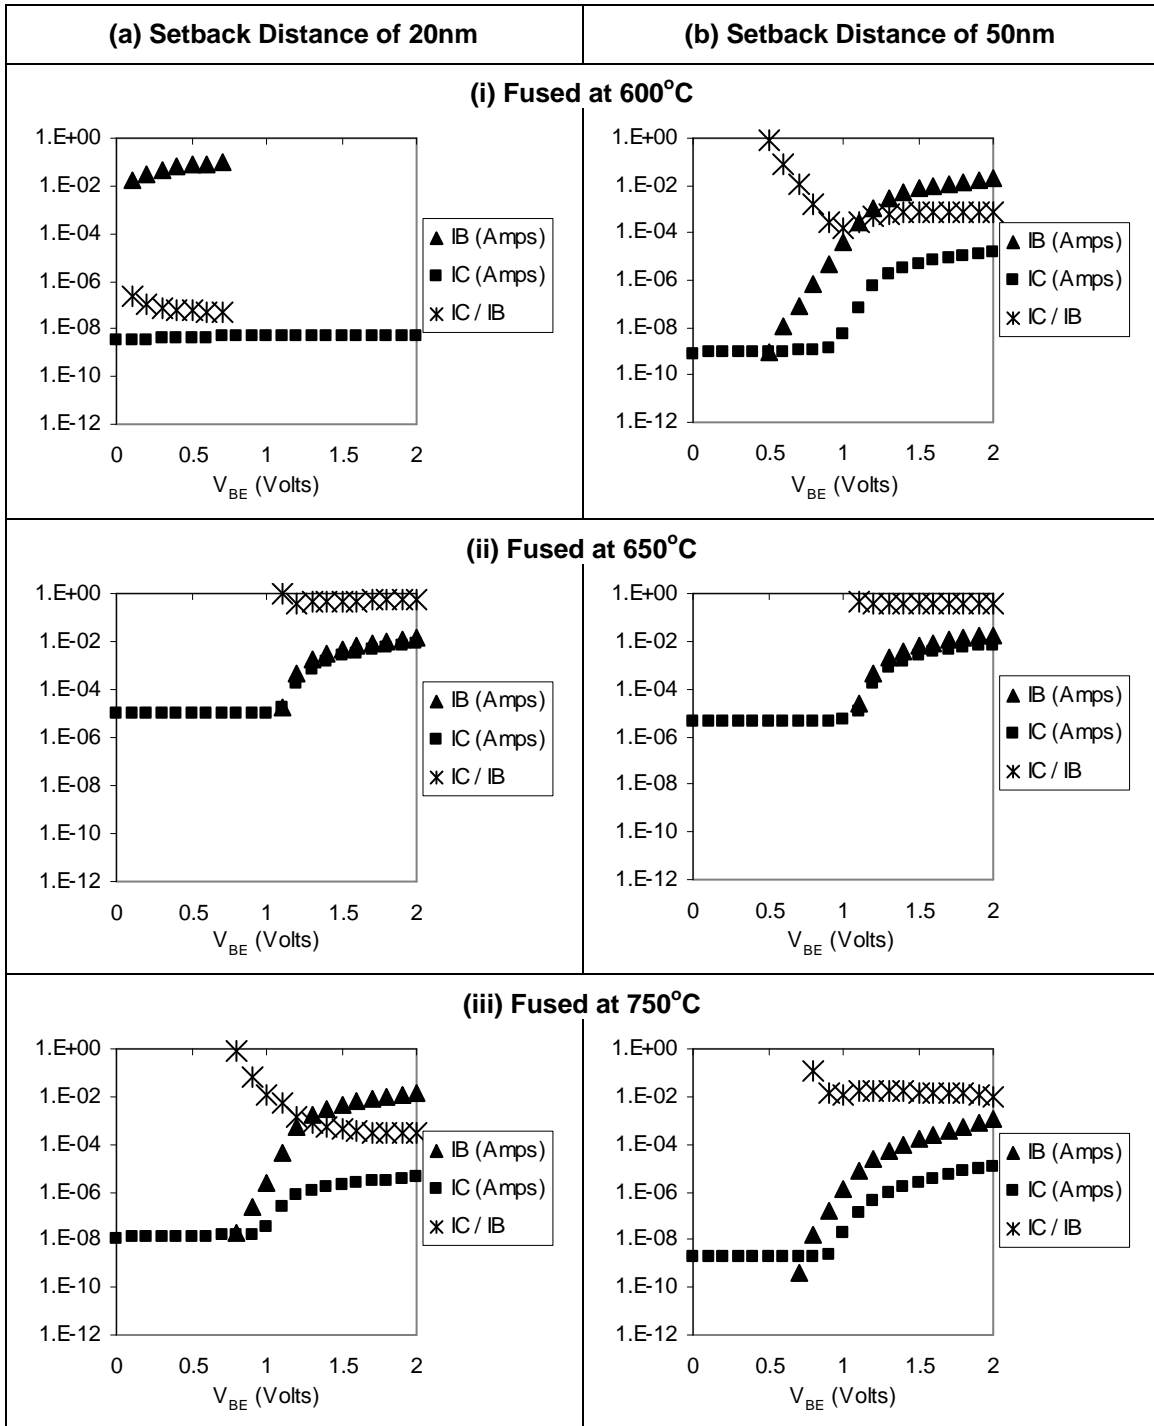 (a) Setback Distance of 20nm
(b) Setback Distance of 50nm
(i) Fused at 600°C
1.E+00
1.E-02
1.E-04
1.E-06
1.E-08
1.E-10
1.E-12
0 0.5 1 1.5 2
V_BE (Volts)
IB (Amps)
IC (Amps)
IC / IB
1.E+00
1.E-02
1.E-04
1.E-06
1.E-08
1.E-10
1.E-12
0 0.5 1 1.5 2
V_BE (Volts)
IB (Amps)
IC (Amps)
IC / IB
(ii) Fused at 650°C
1.E+00
1.E-02
1.E-04
1.E-06
1.E-08
1.E-10
1.E-12
0 0.5 1 1.5 2
V_BE (Volts)
IB (Amps)
IC (Amps)
IC / IB
1.E+00
1.E-02
1.E-04
1.E-06
1.E-08
1.E-10
1.E-12
0 0.5 1 1.5 2
V_BE (Volts)
IB (Amps)
IC (Amps)
IC / IB
(iii) Fused at 750°C
1.E+00
1.E-02
1.E-04
1.E-06
1.E-08
1.E-10
1.E-12
0 0.5 1 1.5 2
V_BE (Volts)
IB (Amps)
IC (Amps)
IC / IB
1.E+00
1.E-02
1.E-04
1.E-06
1.E-08
1.E-10
1.E-12
0 0.5 1 1.5 2
V_BE (Volts)
IB (Amps)
IC (Amps)
IC / IB